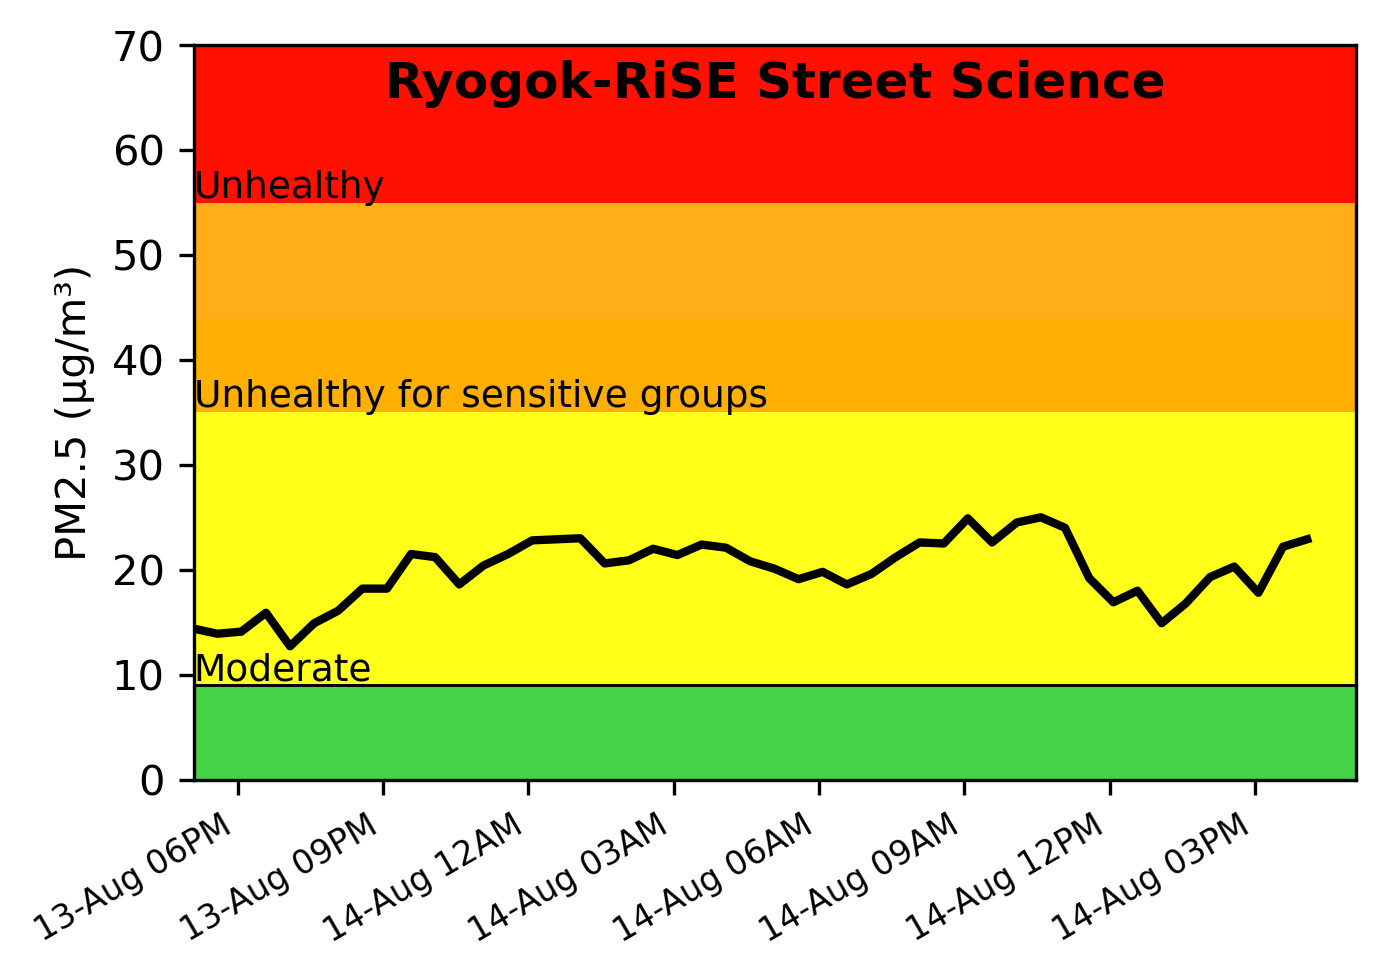 Ryogok-RiSE Street Science
PM2.5 (µg/m³)
70
60
50
40
30
20
10
0
Unhealthy
Unhealthy for sensitive groups
Moderate
13-Aug 06PM
13-Aug 09PM
14-Aug 12AM
14-Aug 03AM
14-Aug 06AM
14-Aug 09AM
14-Aug 12PM
14-Aug 03PM